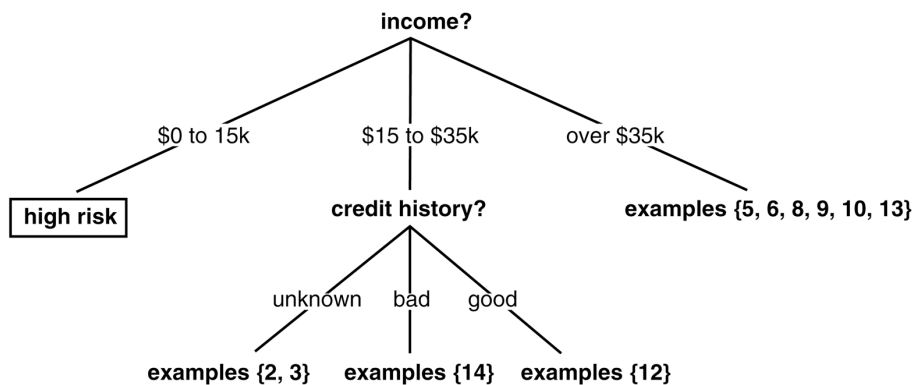 income?
$0 to 15k
$15 to $35k
over $35k
high risk
credit history?
examples {5, 6, 8, 9, 10, 13}
unknown
bad
good
examples {2, 3}
examples {14}
examples {12}